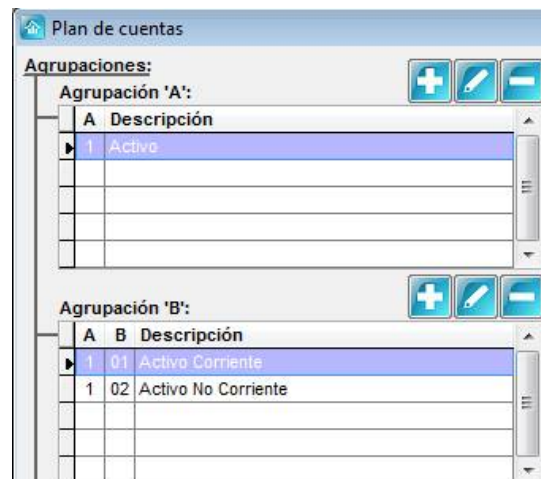 Plan de cuentas
Agrupaciones:
Agrupación 'A':
A Descripción
1 Activo
Agrupación 'B':
A B Descripción
1 01 Activo Corriente
1 02 Activo No Corriente